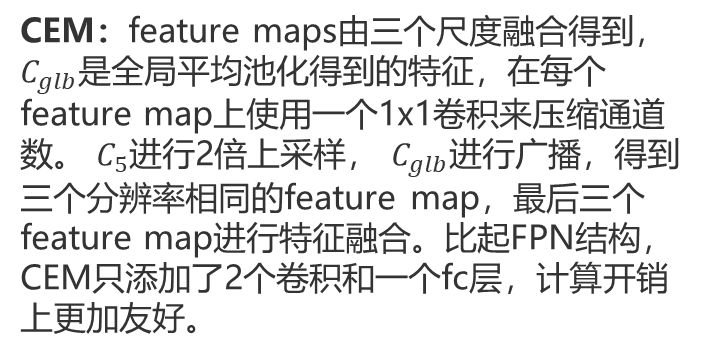 CEM：feature maps由三个尺度融合得到，
C_glb是全局平均池化得到的特征，在每个
feature map上使用一个1x1卷积来压缩通道
数。 C_5进行2倍上采样， C_glb进行广播，得到
三个分辨率相同的feature map，最后三个
feature map进行特征融合。比起FPN结构，
CEM只添加了2个卷积和一个fc层，计算开销
上更加友好。